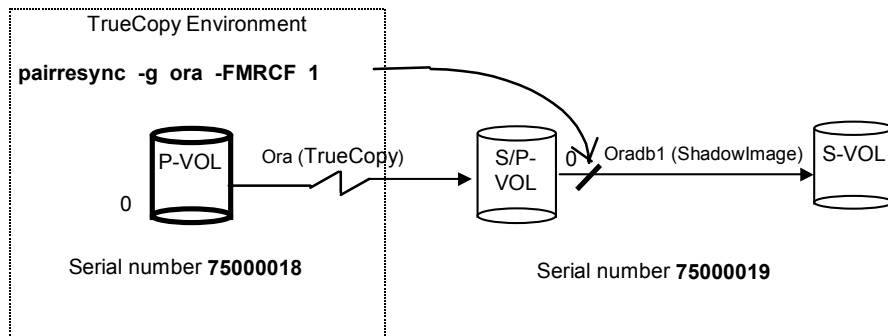 TrueCopy Environment
pairresync -g ora -FMRCF 1
P-VOL
Ora (TrueCopy)
S/P-
VOL
0
Oradb1 (ShadowImage)
S-VOL
0
Serial number 75000018
Serial number 75000019